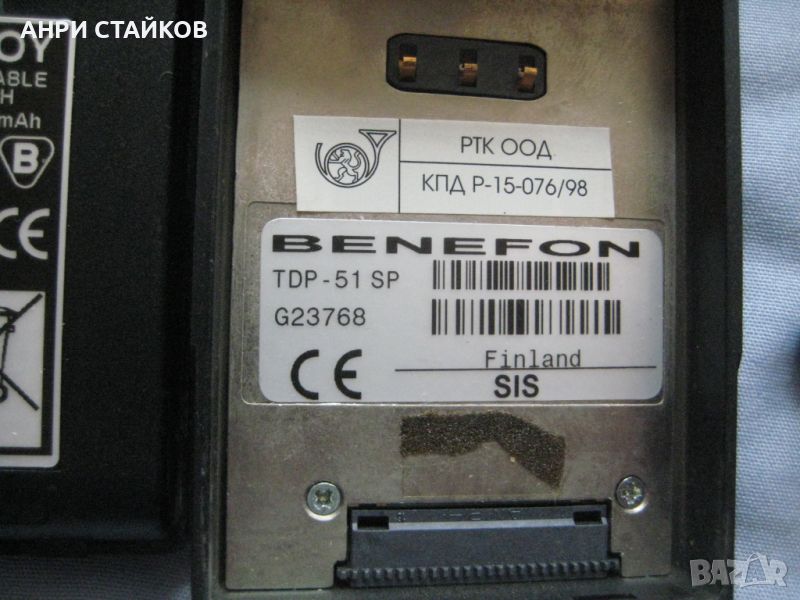 АНРИ СТАЙКОВ
OY
ABLE
H
mAh
B
CE
РТК ООД
КПД Р-15-076/98
BENEFON
TDP-51 SP
G23768
CE
Finland
SIS
BAZAR